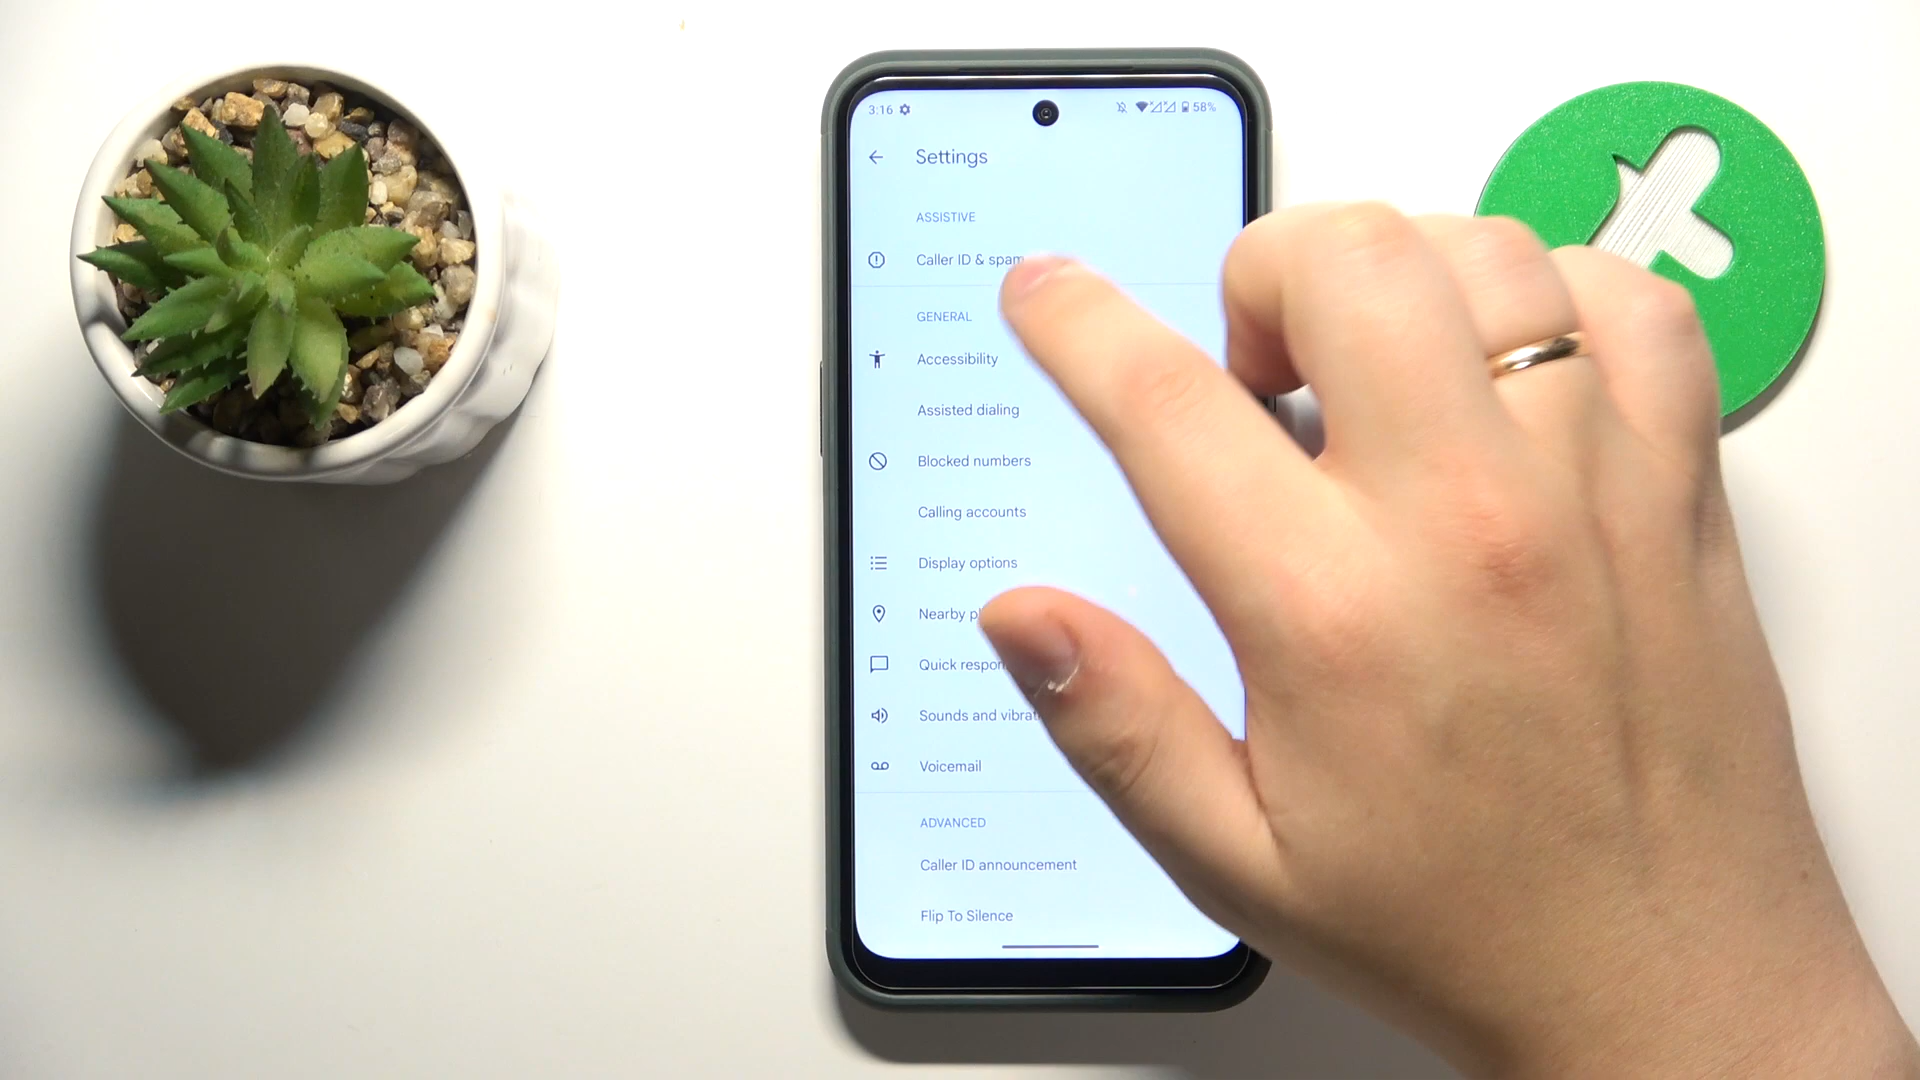 3:16 58%
Settings
ASSISTIVE
Caller ID & spam
GENERAL
Accessibility
Assisted dialing
Blocked numbers
Calling accounts
Display options
Nearby
Quick
Sounds and
Voicemail
ADVANCED
Caller ID announcement
Flip To Silence